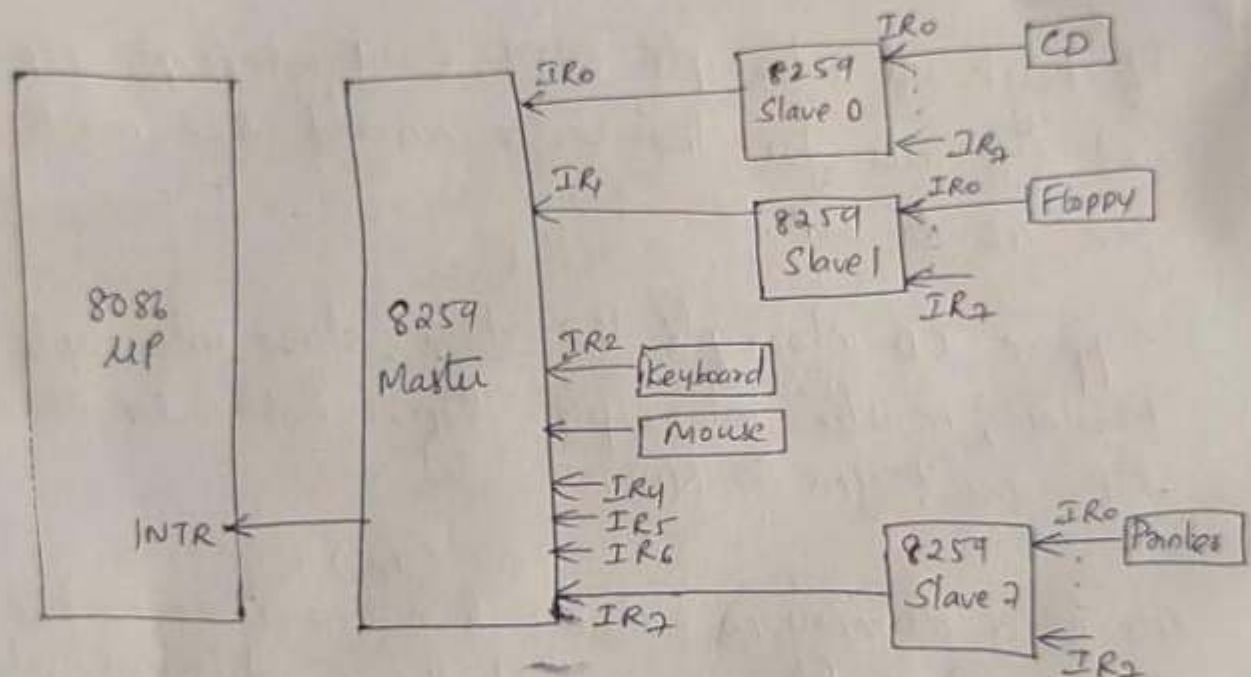 IR0
CD
8259
Slave 0
IR0
IR7
IR1
IR0
Floppy
8259
Slave 1
IR7
8086
μP
8259
Master
IR2
Keyboard
Mouse
IR4
IR5
IR6
INTR
IR7
8259
Slave 7
IR0
Printer
IR7